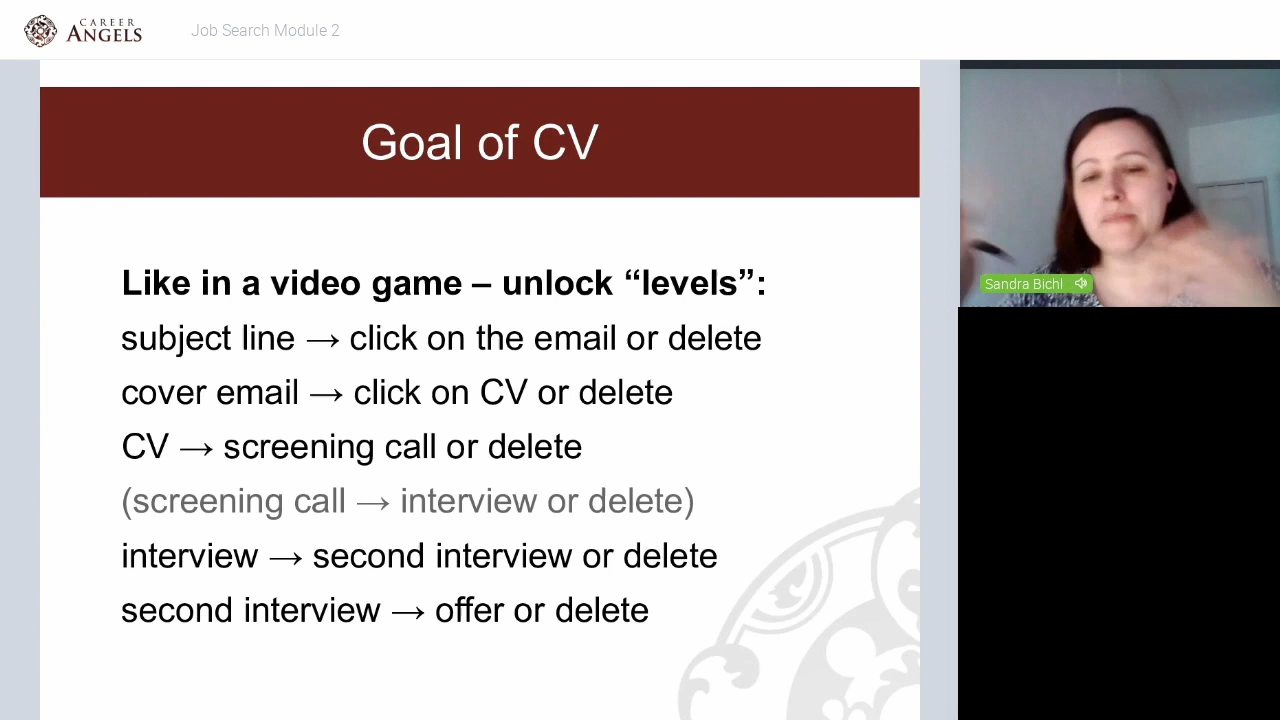 CAREER
ANGELS
Job Search Module 2
Goal of CV
Like in a video game – unlock “levels”:
subject line → click on the email or delete
cover email → click on CV or delete
CV → screening call or delete
(screening call → interview or delete)
interview → second interview or delete
second interview → offer or delete
Sandra Bichl